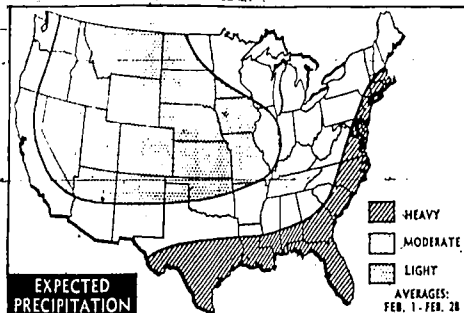 HEAVY
MODERATE
LIGHT
AVERAGES:
FEB. 1 - FEB. 28
EXPECTED
PRECIPITATION